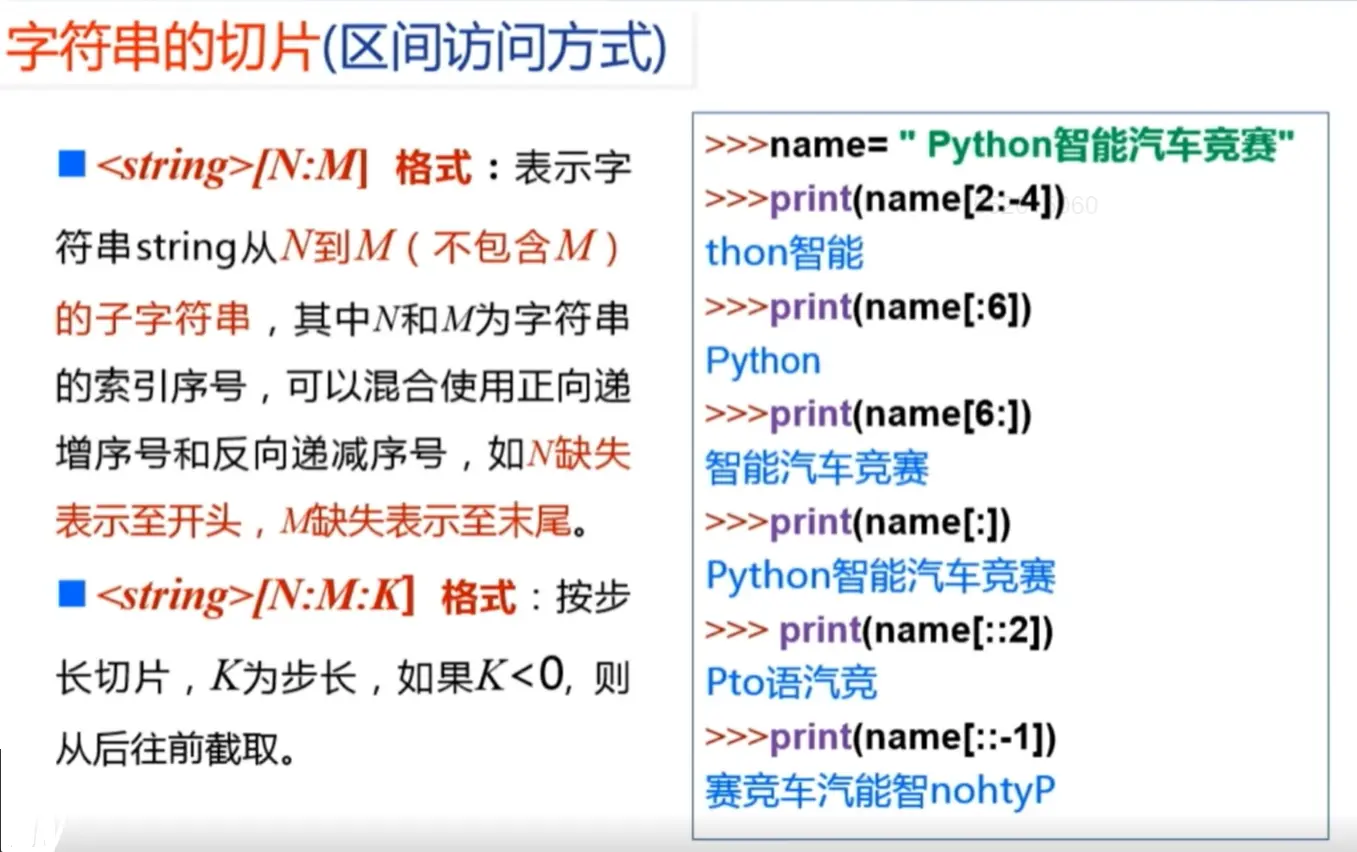 字符串的切片(区间访问方式)
<string>[N:M] 格式：表示字
符串string从N到M（不包含M）
的子字符串，其中N和M为字符串
的索引序号，可以混合使用正向递
增序号和反向递减序号，如N缺失
表示至开头，M缺失表示至末尾。
<string>[N:M:K] 格式：按步
长切片，K为步长，如果K<0, 则
从后往前截取。
>>>name= " Python智能汽车竞赛"
>>>print(name[2:-4])
thon智能
>>>print(name[:6])
Python
>>>print(name[6:])
智能汽车竞赛
>>>print(name[:])
Python智能汽车竞赛
>>> print(name[::2])
Pto语汽竞
>>>print(name[::-1])
赛竞车汽能智nohtyP